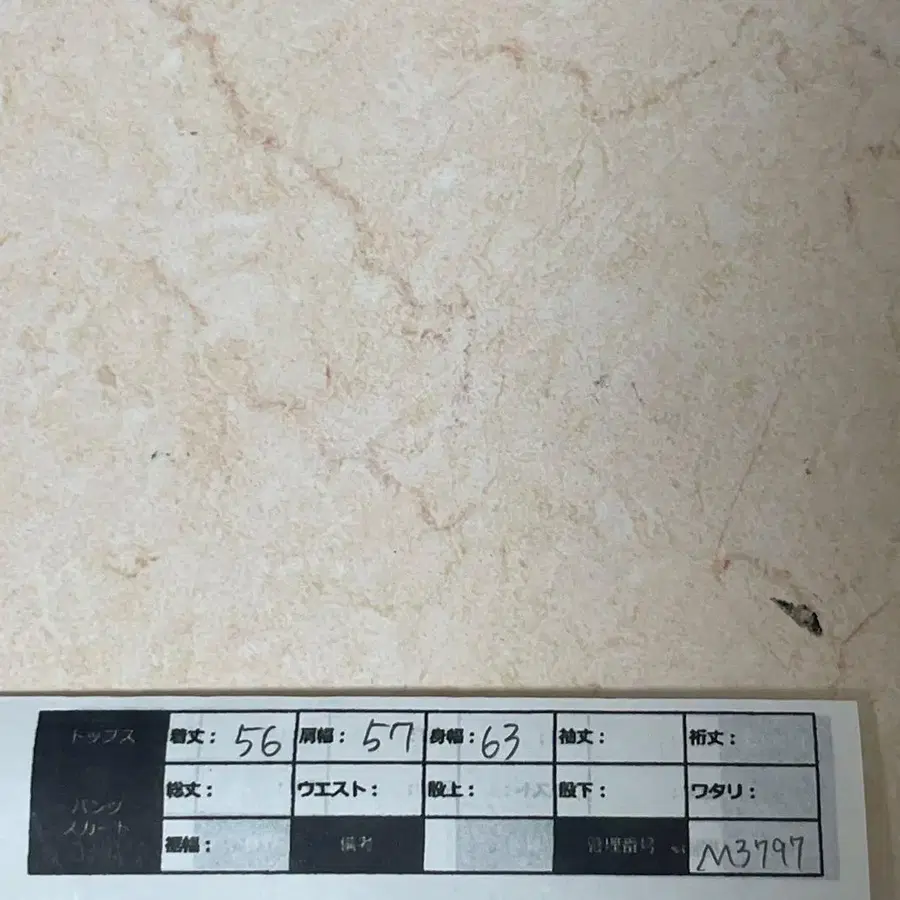 トップス 着丈: 56 肩幅: 57 身幅: 63 袖丈: 裄丈:
パンツ スカート 総丈: ウエスト: 股上: 股下: ワタリ:
裾幅: 備考 管理番号 M3797